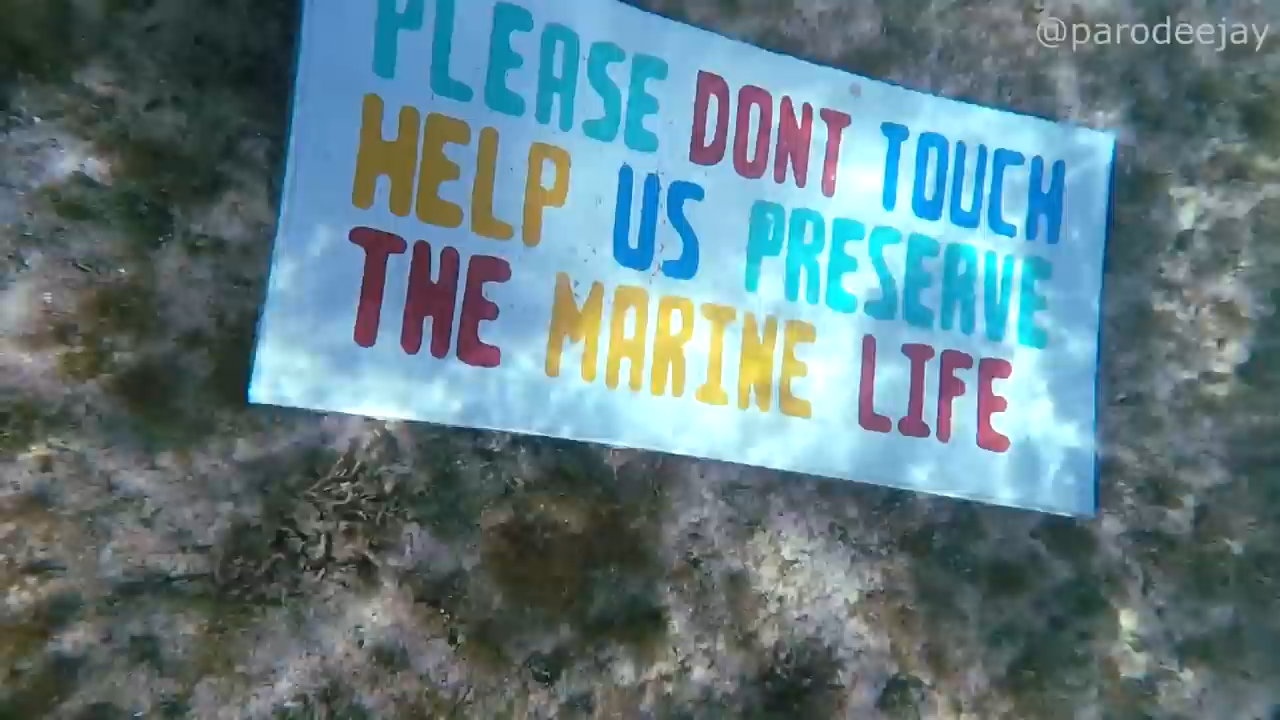 @parodeejay
PLEASE DONT TOUCH
HELP US PRESERVE
THE MARINE LIFE